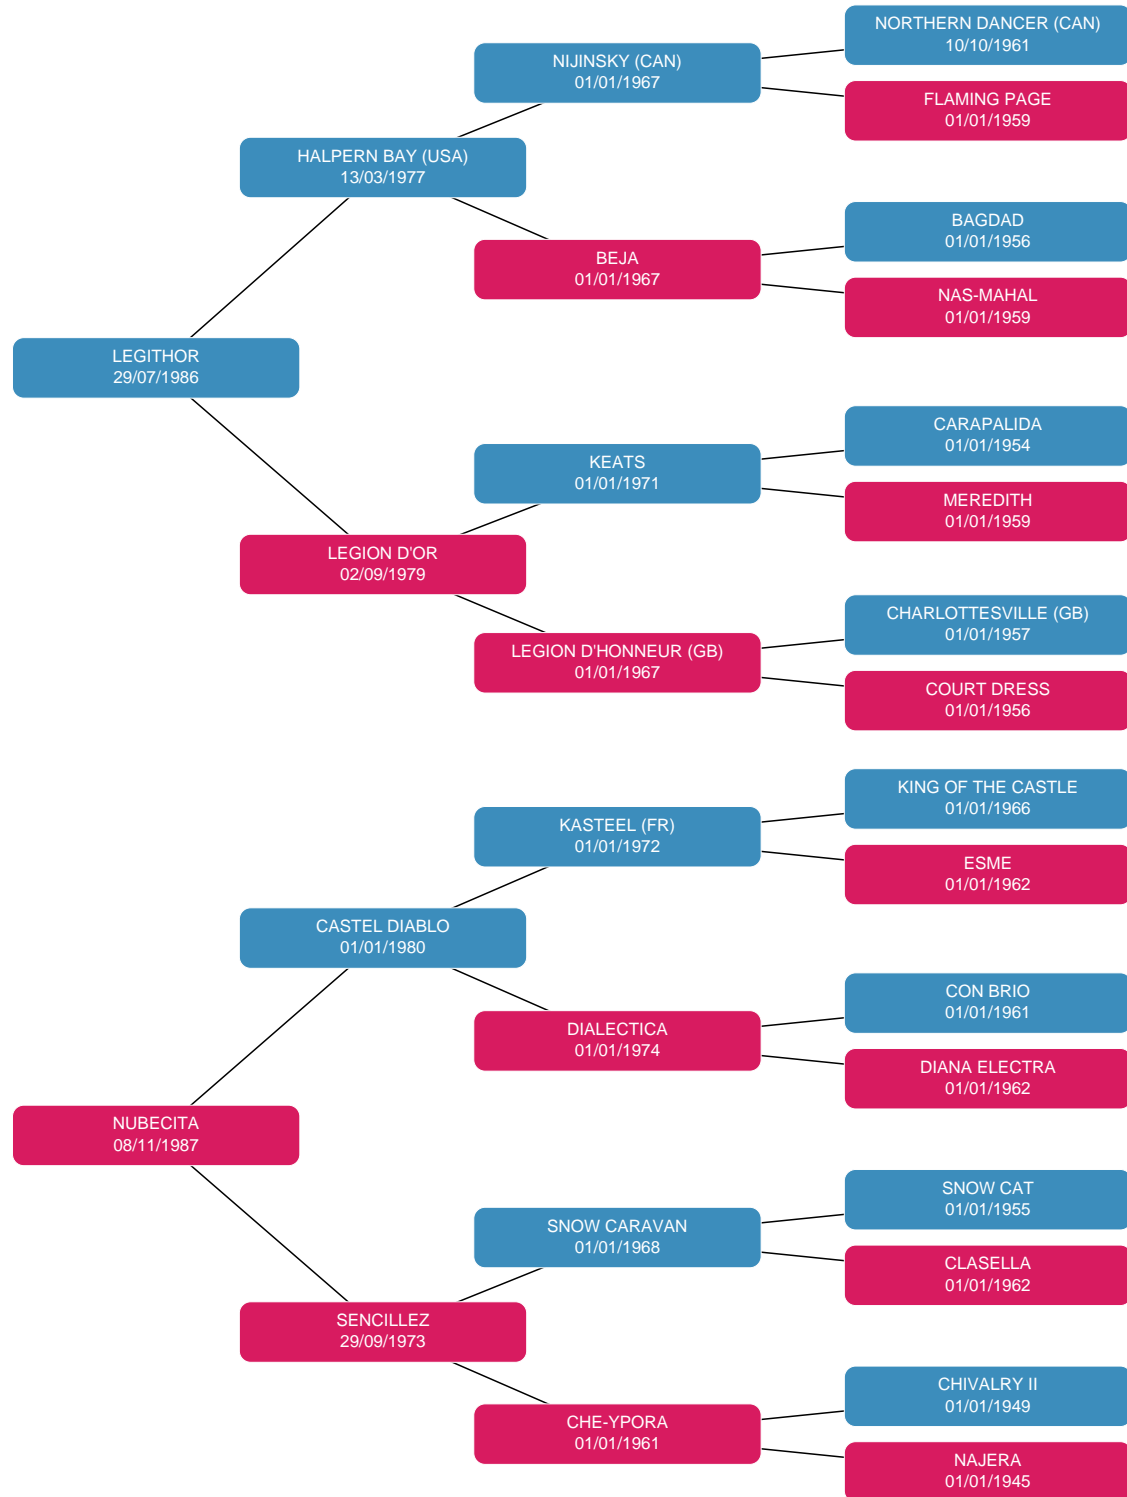 NORTHERN DANCER (CAN)
10/10/1961
NIJINSKY (CAN)
01/01/1967
FLAMING PAGE
01/01/1959
HALPERN BAY (USA)
13/03/1977
BAGDAD
01/01/1956
BEJA
01/01/1967
NAS-MAHAL
01/01/1959
LEGITHOR
29/07/1986
CARAPALIDA
01/01/1954
KEATS
01/01/1971
MEREDITH
01/01/1959
LEGION D'OR
02/09/1979
CHARLOTTESVILLE (GB)
01/01/1957
LEGION D'HONNEUR (GB)
01/01/1967
COURT DRESS
01/01/1956
KING OF THE CASTLE
01/01/1966
KASTEEL (FR)
01/01/1972
ESME
01/01/1962
CASTEL DIABLO
01/01/1980
CON BRIO
01/01/1961
DIALECTICA
01/01/1974
DIANA ELECTRA
01/01/1962
NUBECITA
08/11/1987
SNOW CAT
01/01/1955
SNOW CARAVAN
01/01/1968
CLASELLA
01/01/1962
SENCILLEZ
29/09/1973
CHIVALRY II
01/01/1949
CHE-YPORA
01/01/1961
NAJERA
01/01/1945